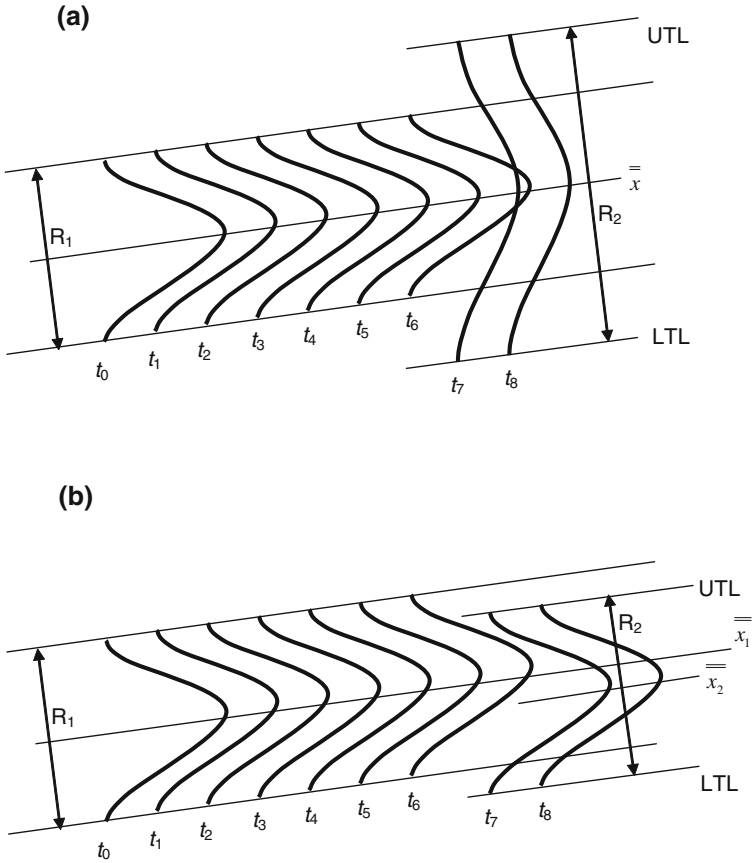 (a)
UTL
x̿
R₁
R₂
LTL
t₀ t₁ t₂ t₃ t₄ t₅ t₆ t₇ t₈
(b)
UTL
R₂
x̿₁
x̿₂
R₁
LTL
t₀ t₁ t₂ t₃ t₄ t₅ t₆ t₇ t₈